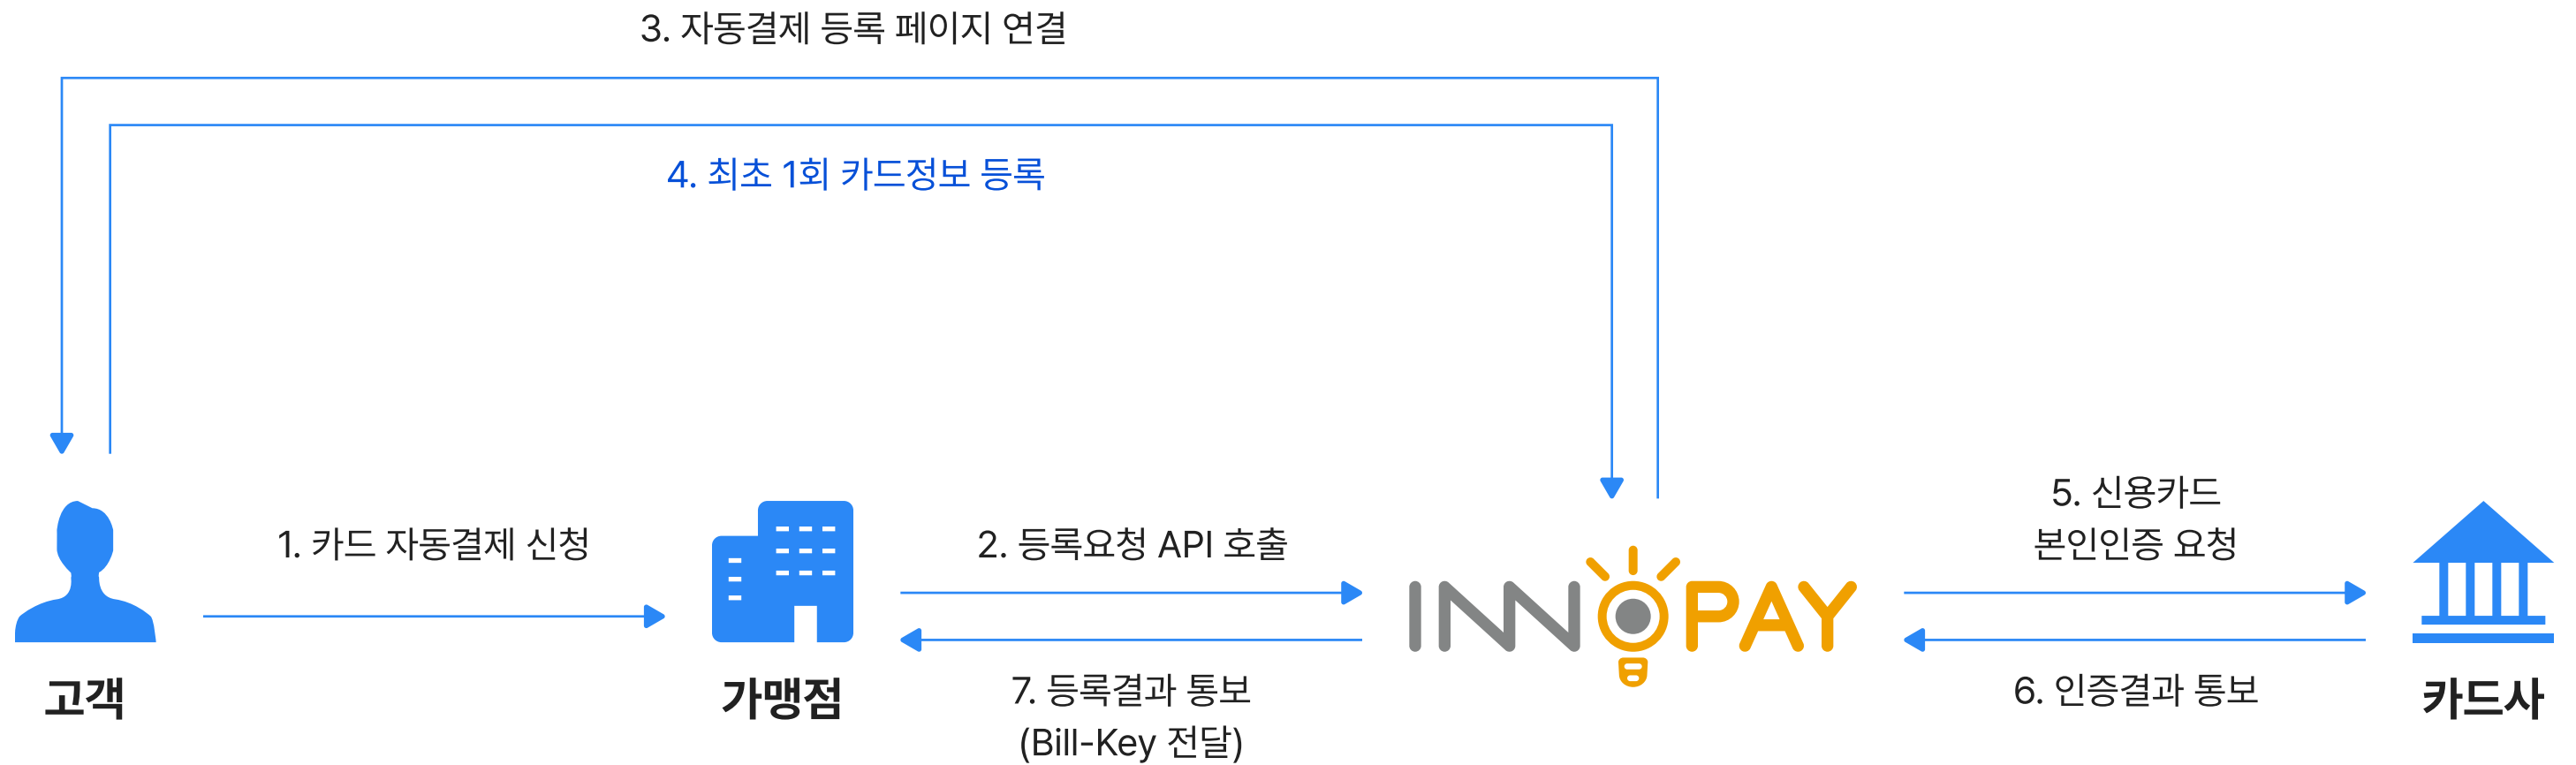 3. 자동결제 등록 페이지 연결
4. 최초 1회 카드정보 등록
1. 카드 자동결제 신청
2. 등록요청 API 호출
5. 신용카드
본인인증 요청
INNOPAY
7. 등록결과 통보
(Bill-Key 전달)
6. 인증결과 통보
고객
가맹점
카드사